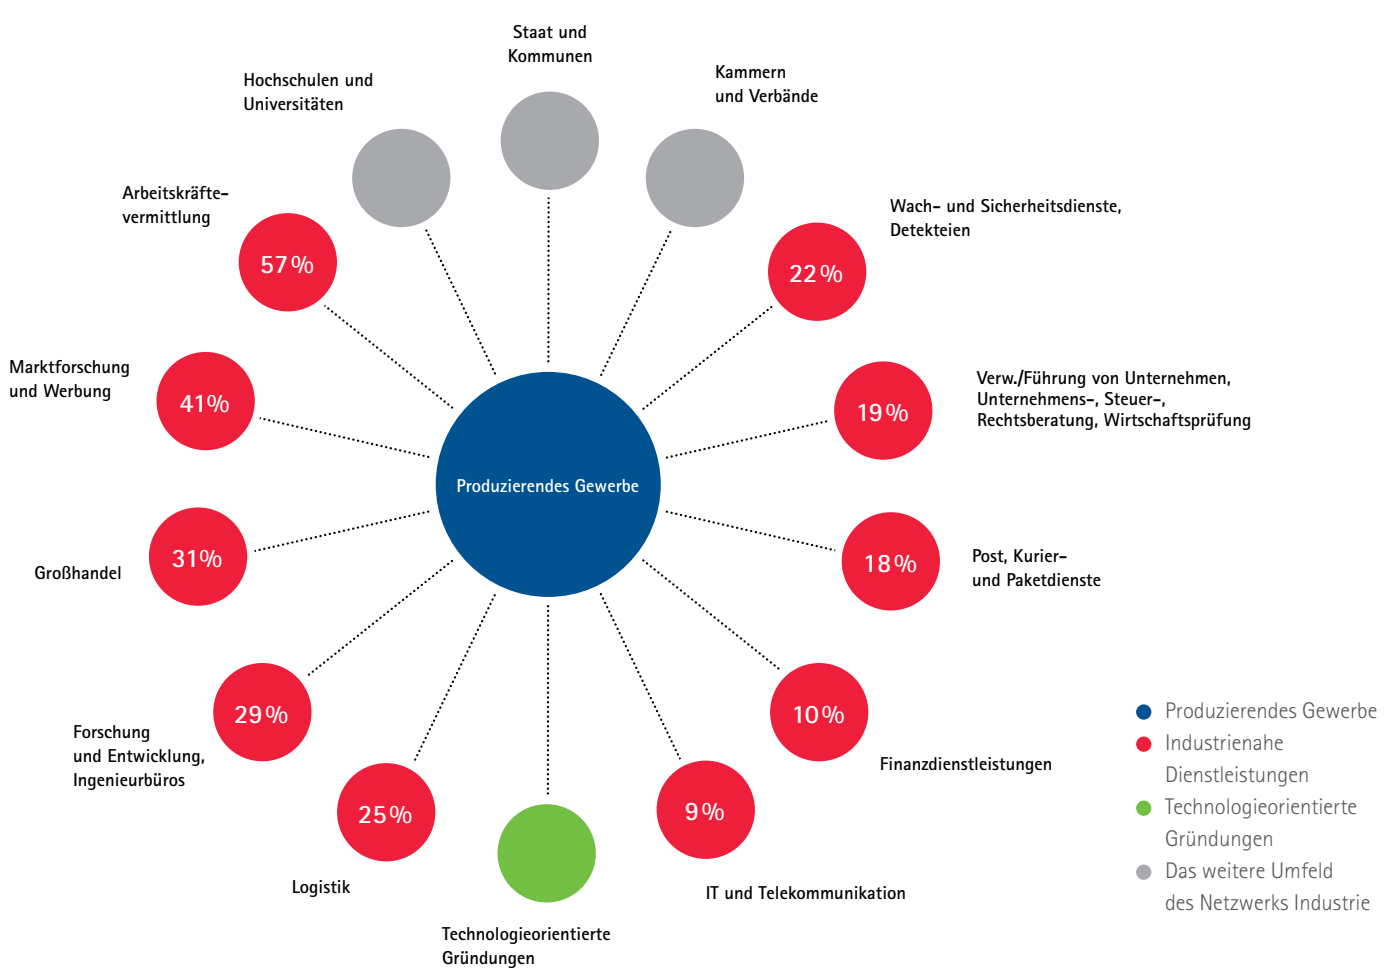 Staat und
Kommunen
Kammern
und Verbände
Hochschulen und
Universitäten
Arbeitskräfte-
vermittlung
57%
Wach- und Sicherheitsdienste,
Detekteien
22%
Marktforschung
und Werbung
41%
Verw./Führung von Unternehmen,
Unternehmens-, Steuer-,
Rechtsberatung, Wirtschaftsprüfung
19%
Produzierendes Gewerbe
Großhandel
31%
Post, Kurier-
und Paketdienste
18%
Forschung
und Entwicklung,
Ingenieurbüros
29%
Finanzdienstleistungen
10%
Logistik
25%
IT und Telekommunikation
9%
Technologieorientierte
Gründungen
Produzierendes Gewerbe
Industrienahe
Dienstleistungen
Technologieorientierte
Gründungen
Das weitere Umfeld
des Netzwerks Industrie